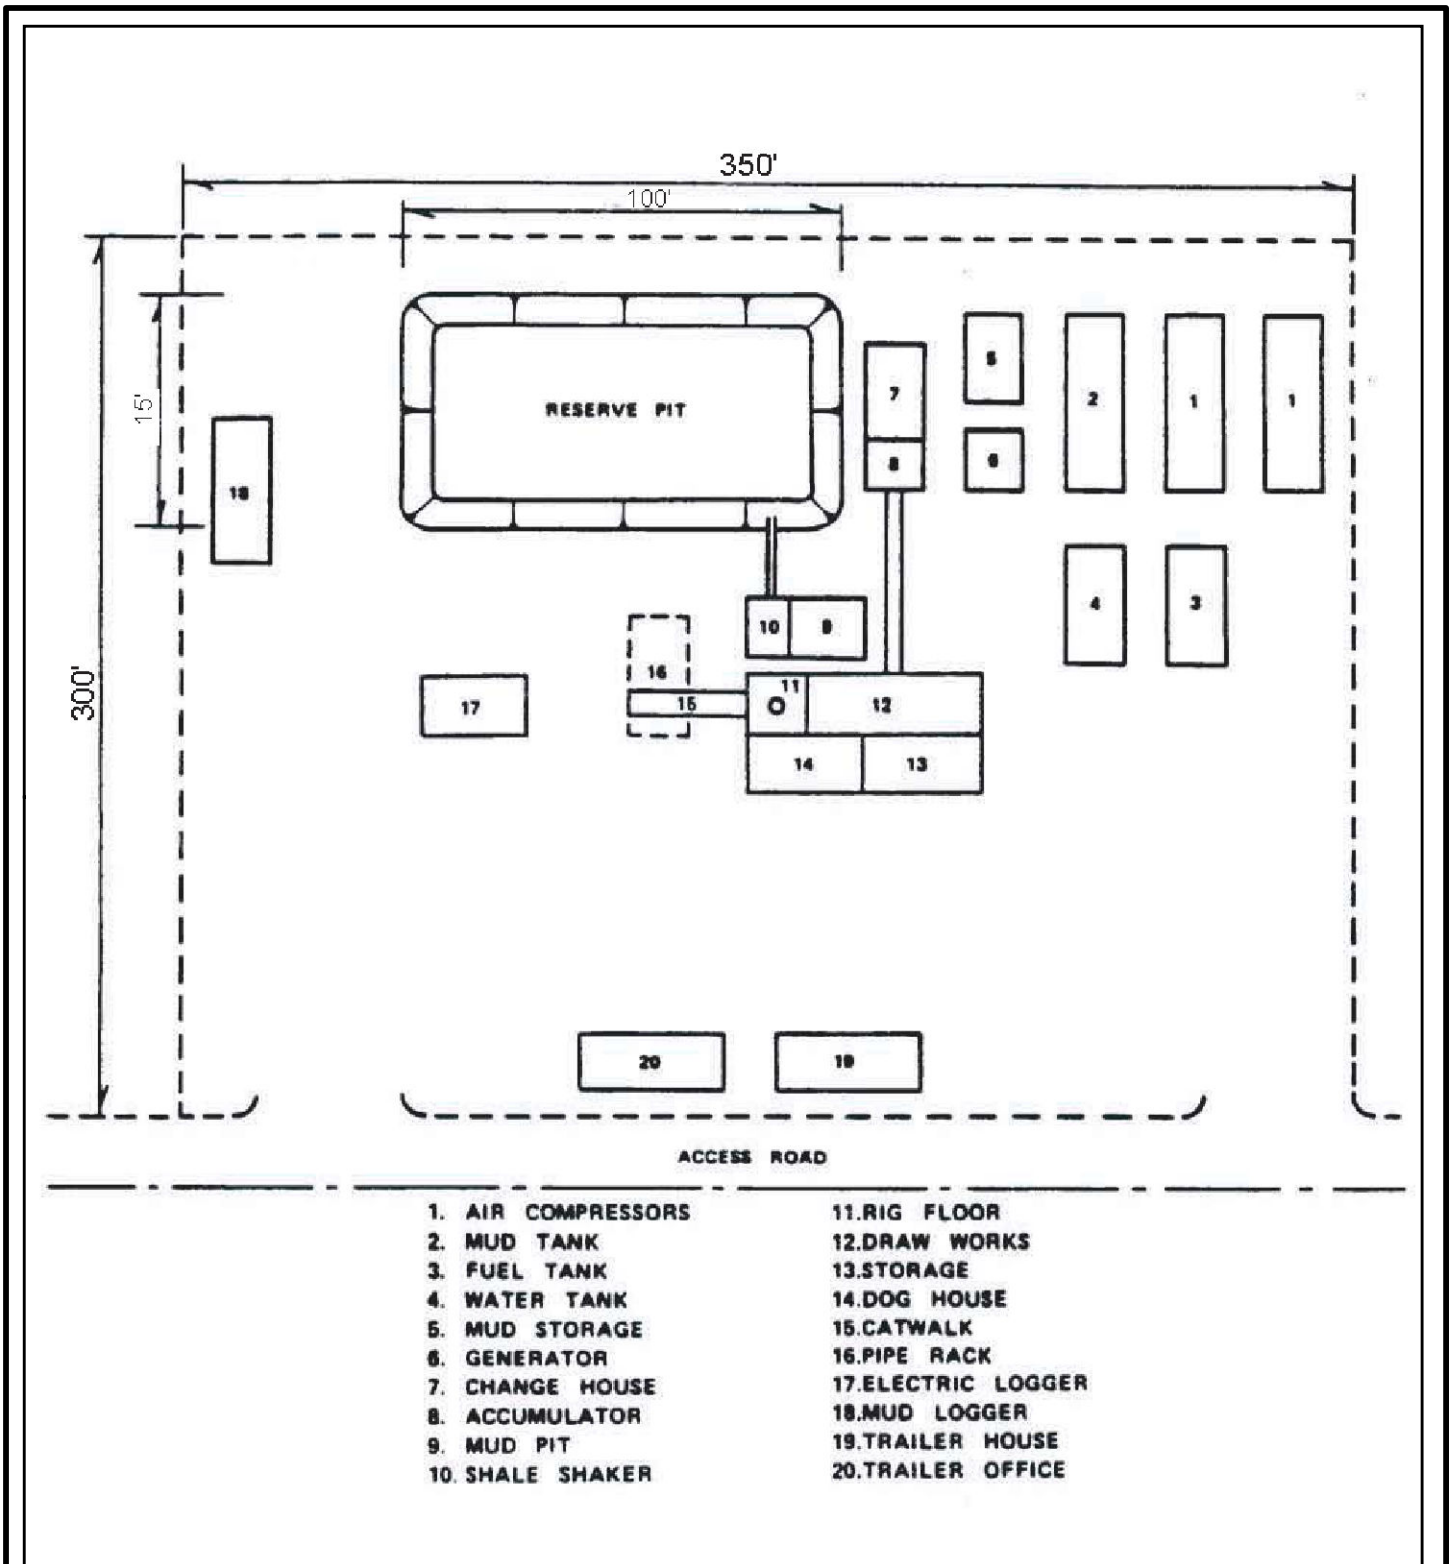 350'
100'
15'
300'
RESERVE PIT
7
8
5
6
2
1
1
18
4
3
10
9
16
15
11
12
17
14
13
20
19
ACCESS ROAD
1. AIR COMPRESSORS
2. MUD TANK
3. FUEL TANK
4. WATER TANK
5. MUD STORAGE
6. GENERATOR
7. CHANGE HOUSE
8. ACCUMULATOR
9. MUD PIT
10. SHALE SHAKER
11.RIG FLOOR
12.DRAW WORKS
13.STORAGE
14.DOG HOUSE
15.CATWALK
16.PIPE RACK
17.ELECTRIC LOGGER
18.MUD LOGGER
19.TRAILER HOUSE
20.TRAILER OFFICE